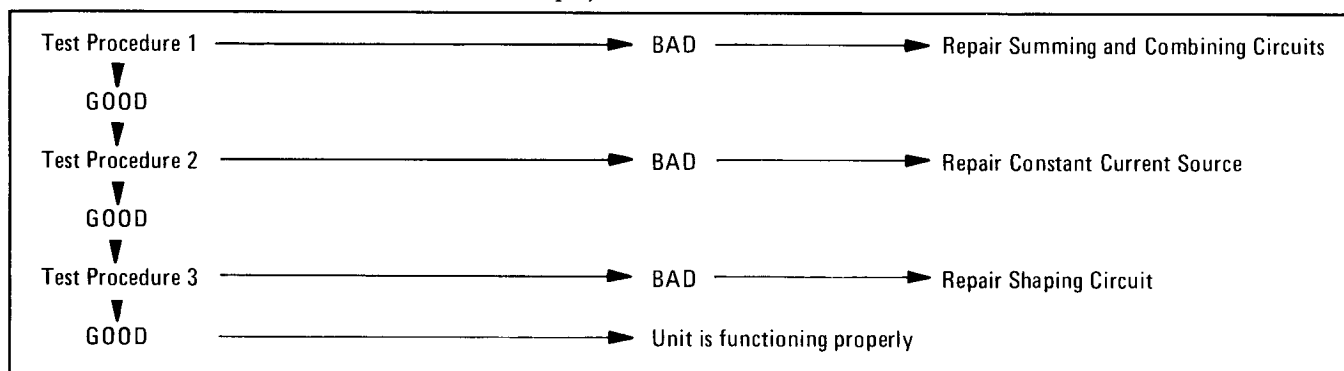 Test Procedure 1 BAD Repair Summing and Combining Circuits
GOOD
Test Procedure 2 BAD Repair Constant Current Source
GOOD
Test Procedure 3 BAD Repair Shaping Circuit
GOOD Unit is functioning properly